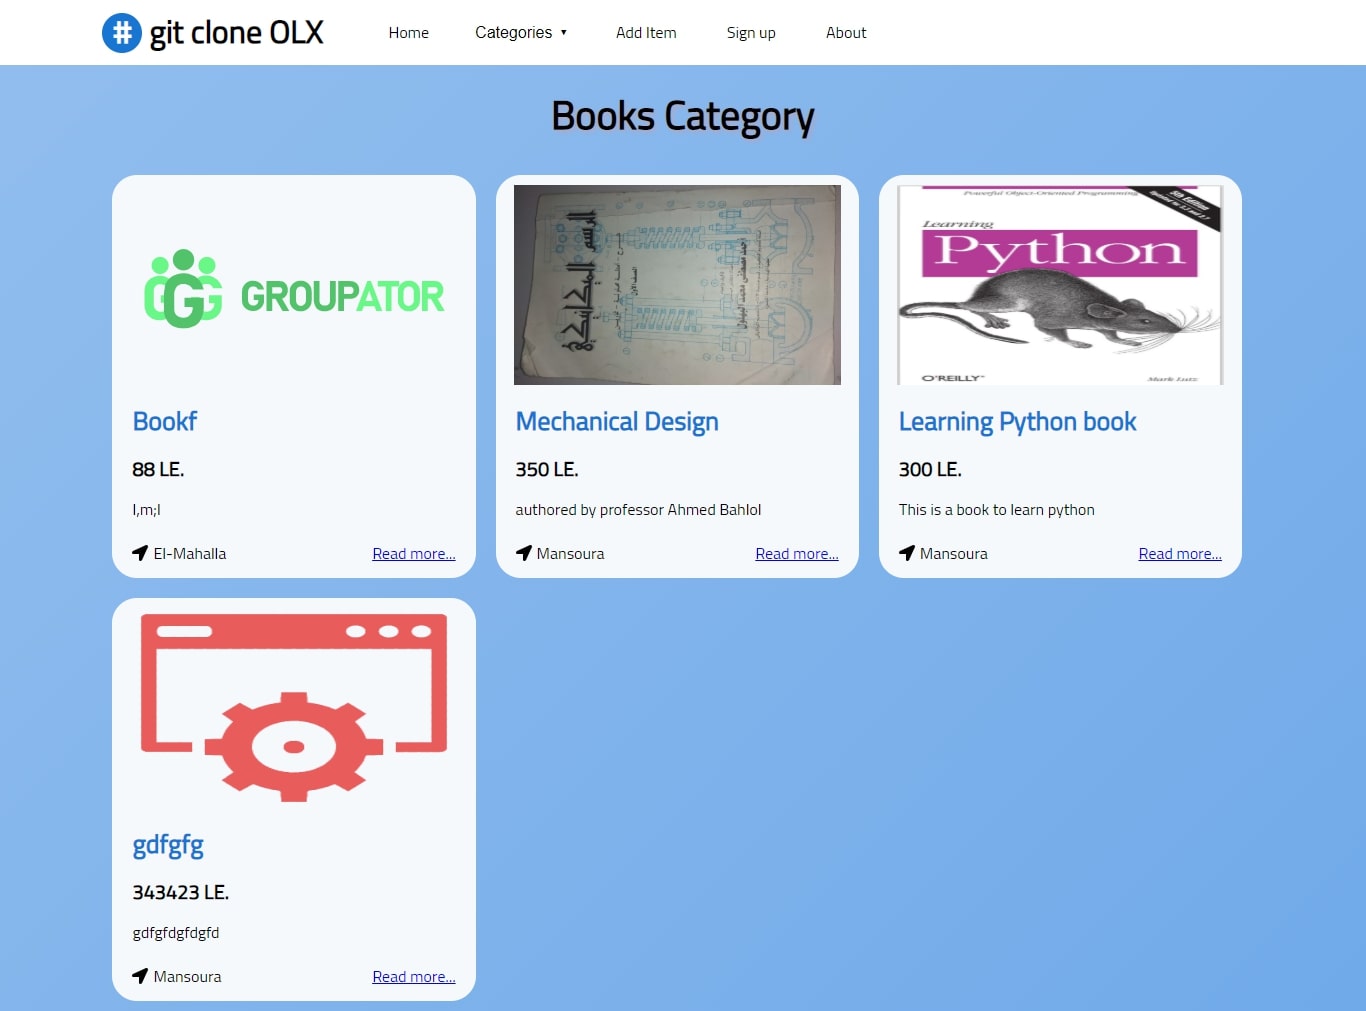 # git clone OLX
Home
Categories ▾
Add Item
Sign up
About
Books Category
GROUPATOR
Bookf
88 LE.
l,m;l
El-Mahalla
Read more...
الرسم الميكانيكي
Mechanical Design
350 LE.
authored by professor Ahmed Bahlol
Mansoura
Read more...
Powerful Object-Oriented Programming
5th Edition
Learning
Python
O'REILLY
Mark Lutz
Learning Python book
300 LE.
This is a book to learn python
Mansoura
Read more...
gdfgfg
343423 LE.
gdfgfdgfdgfd
Mansoura
Read more...